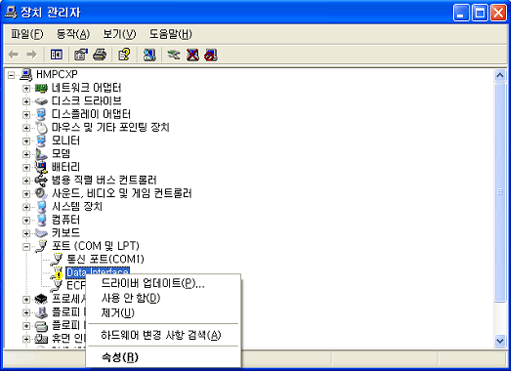 장치 관리자
파일(F) 동작(A) 보기(V) 도움말(H)
HMPCXP
네트워크 어댑터
디스크 드라이브
디스플레이 어댑터
마우스 및 기타 포인팅 장치
모니터
모뎀
배터리
범용 직렬 버스 컨트롤러
사운드, 비디오 및 게임 컨트롤러
시스템 장치
컴퓨터
키보드
포트 (COM 및 LPT)
통신 포트(COM1)
Data Interface
ECP
프로세서
플로피
플로피
휴먼 인터
드라이버 업데이트(P)...
사용 안 함(D)
제거(U)
하드웨어 변경 사항 검색(A)
속성(R)